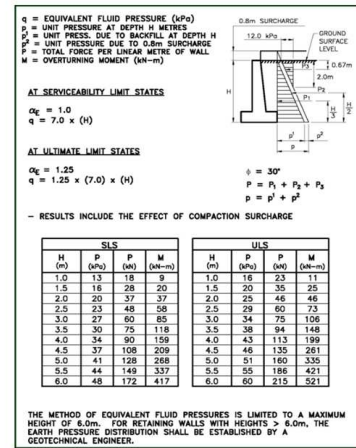 q = EQUIVALENT FLUID PRESSURE (kPa)
p = UNIT PRESSURE AT DEPTH H METRES
p¹ = UNIT PRESS. DUE TO BACKFILL AT DEPTH H
p² = UNIT PRESSURE DUE TO 0.8m SURCHARGE
P = TOTAL FORCE PER LINEAR METRE OF WALL
M = OVERTURNING MOMENT (kN-m)
0.8m SURCHARGE
12.0 kPa
GROUND
SURFACE
LEVEL
P₃
0.67m
2.0m
P₂
H
P₁
H/3
H/2
p¹
p²
p
AT SERVICEABILITY LIMIT STATES
αE = 1.0
q = 7.0 x (H)
AT ULTIMATE LIMIT STATES
αE = 1.25
q = 1.25 x (7.0) x (H)
ϕ = 30°
P = P₁ + P₂ + P₃
p = p¹ + p²
– RESULTS INCLUDE THE EFFECT OF COMPACTION SURCHARGE
SLS
H (m) P (kPa) P (kN) M (kN-m)
1.0 13 18 9
1.5 16 28 20
2.0 20 37 37
2.5 23 48 58
3.0 27 60 85
3.5 30 75 118
4.0 34 90 159
4.5 37 108 209
5.0 41 128 268
5.5 44 149 337
6.0 48 172 417
ULS
H (m) P (kPa) P (kN) M (kN-m)
1.0 16 23 11
1.5 20 35 25
2.0 25 46 46
2.5 29 60 73
3.0 34 75 106
3.5 38 94 148
4.0 43 113 199
4.5 46 135 261
5.0 51 160 335
5.5 55 186 421
6.0 60 215 521
THE METHOD OF EQUIVALENT FLUID PRESSURES IS LIMITED TO A MAXIMUM
HEIGHT OF 6.0m. FOR RETAINING WALLS WITH HEIGHTS > 6.0m, THE
EARTH PRESSURE DISTRIBUTION SHALL BE ESTABLISHED BY A
GEOTECHNICAL ENGINEER.